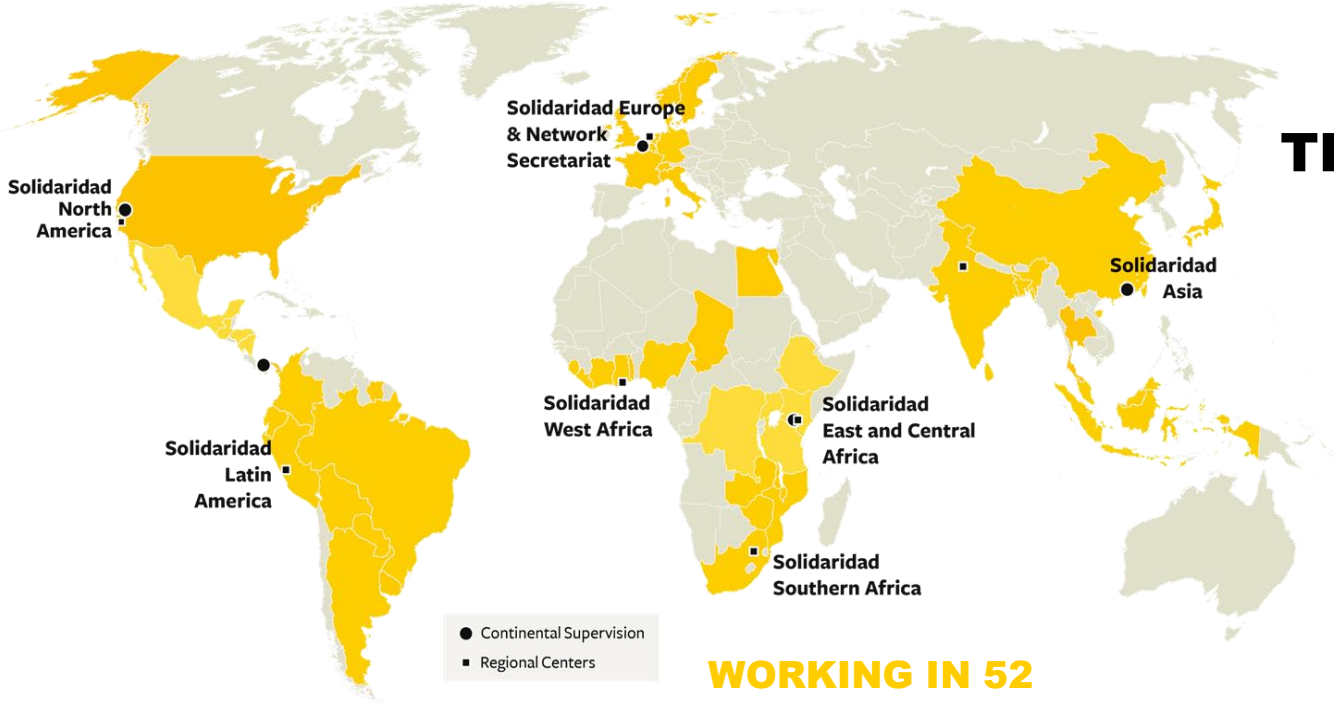 Solidaridad Europe
& Network
Secretariat
Solidaridad
North
America
Solidaridad
Asia
Solidaridad
West Africa
Solidaridad
East and Central
Africa
Solidaridad
Latin
America
Solidaridad
Southern Africa
Continental Supervision
Regional Centers
WORKING IN 52